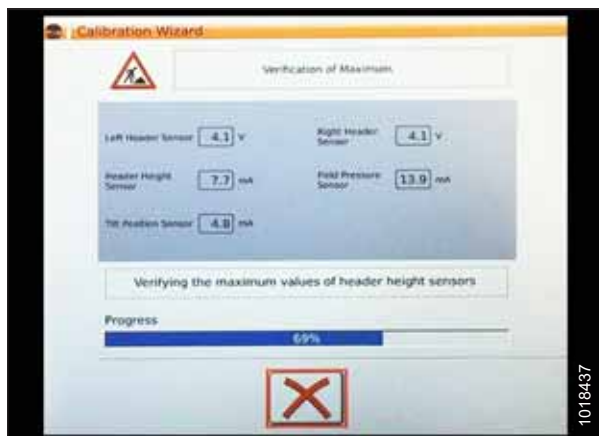 Calibration Wizard
Verification of Maximum
Left Header Sensor 4.1 V
Right Header Sensor 4.1 V
Header Height Sensor 7.7 mA
Field Pressure Sensor 13.9 mA
Tilt Position Sensor 4.8 mA
Verifying the maximum values of header height sensors
Progress
69%
1018437